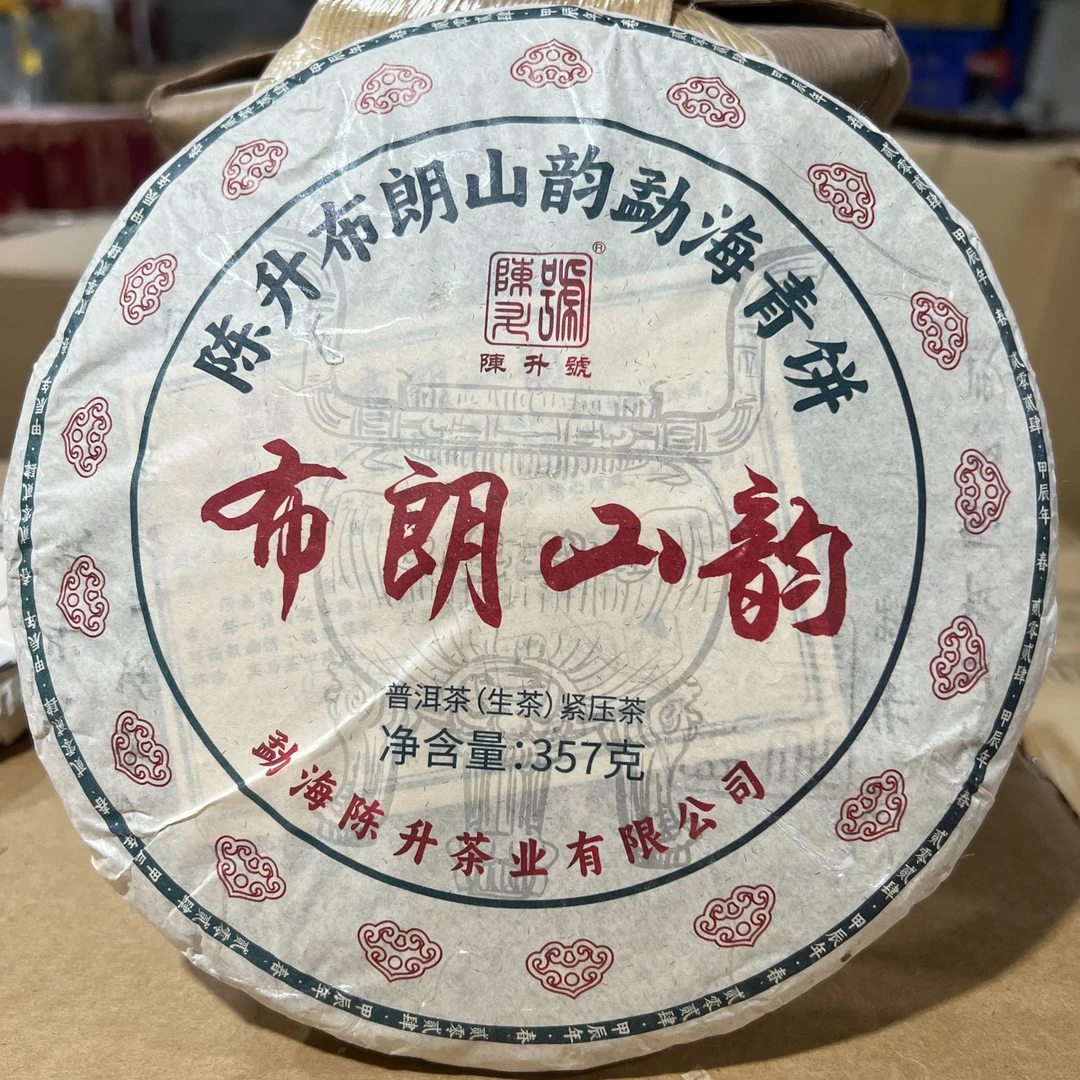 甲辰年·春·贰零贰肆
陈升布朗山韵勐海青饼
陳升號
®
陳升號
布朗山韵
普洱茶(生茶)紧压茶
净含量:357克
勐海陈升茶业有限公司